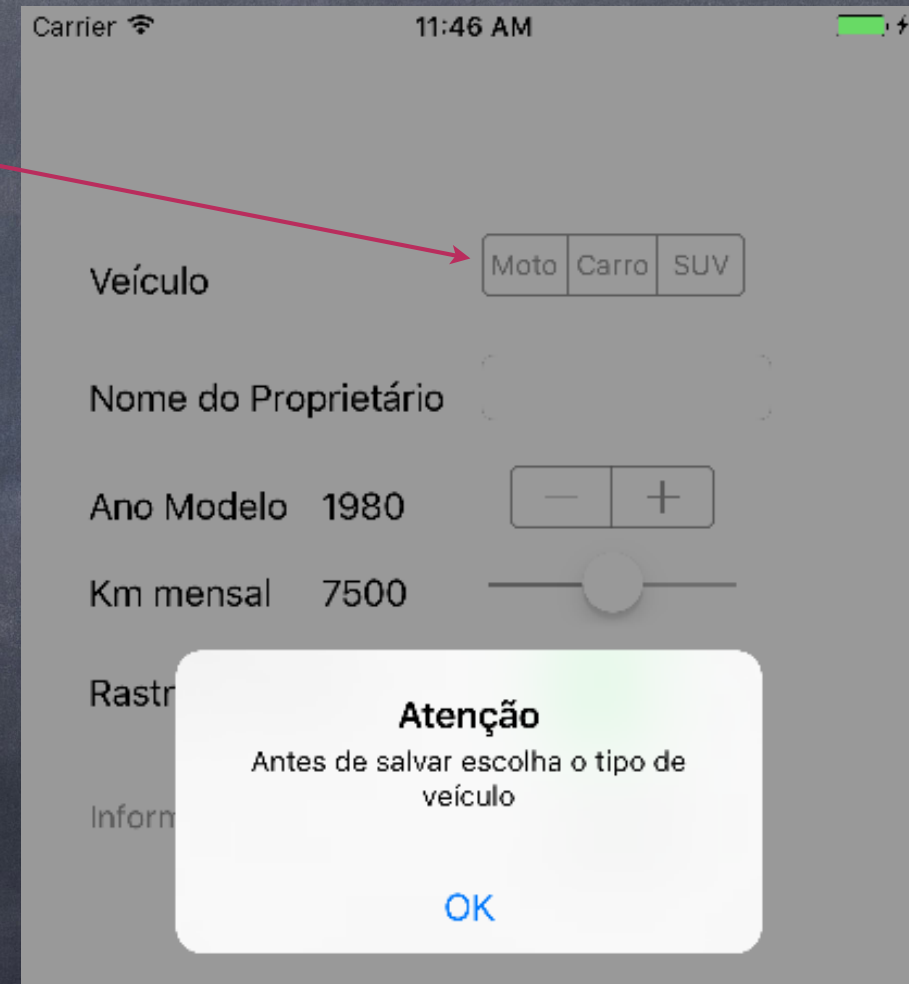 Carrier 11:46 AM
Veículo Moto Carro SUV
Nome do Proprietário
Ano Modelo 1980 − +
Km mensal 7500
Rastr
Atenção
Antes de salvar escolha o tipo de
veículo
Inform
OK